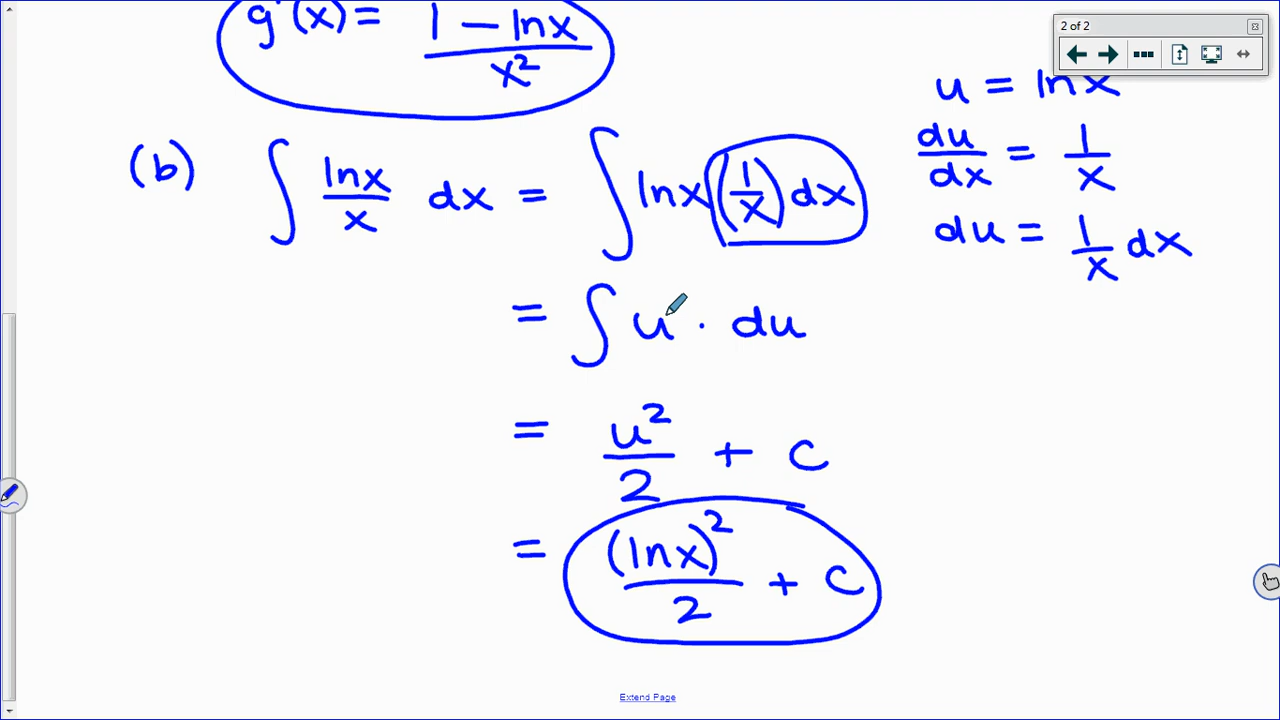 g'(x) = (1 - lnx)/x²
2 of 2
u = lnx
du/dx = 1/x
du = 1/x dx
(b) ∫ lnx/x dx = ∫ lnx (1/x) dx
= ∫ u · du
= u²/2 + c
= (lnx)²/2 + c
Extend Page